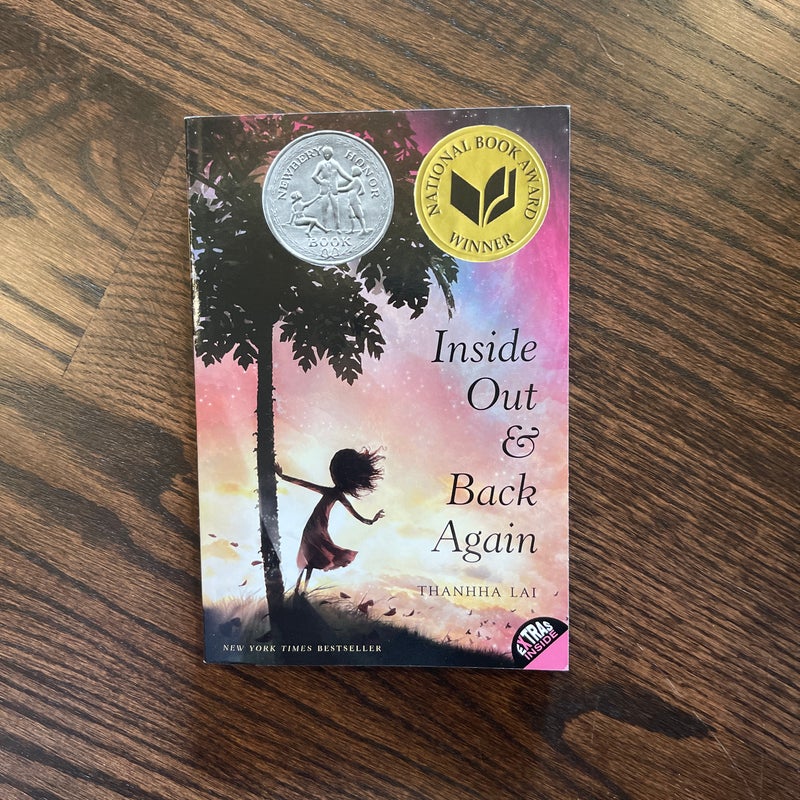 NEWBERY HONOR
BOOK
NATIONAL BOOK AWARD
WINNER
Inside
Out
&
Back
Again
THANHHA LAI
NEW YORK TIMES BESTSELLER
EXTRAS
INSIDE